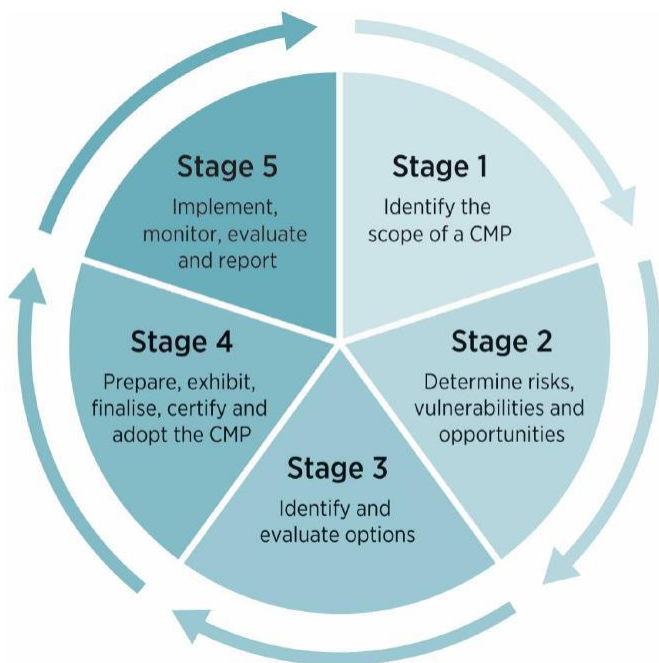 Stage 1
Identify the
scope of a CMP
Stage 2
Determine risks,
vulnerabilities and
opportunities
Stage 3
Identify and
evaluate options
Stage 4
Prepare, exhibit,
finalise, certify and
adopt the CMP
Stage 5
Implement,
monitor, evaluate
and report